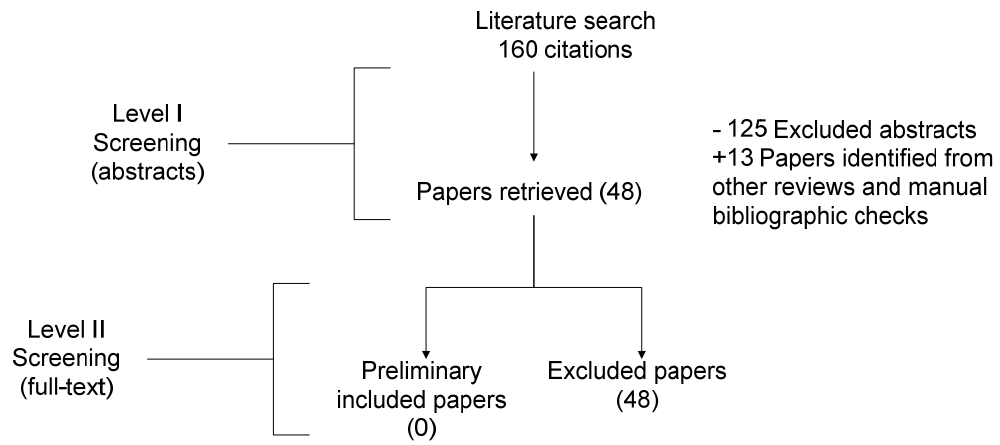 Literature search
160 citations
Level I
Screening
(abstracts)
- 125 Excluded abstracts
+13 Papers identified from
other reviews and manual
bibliographic checks
Papers retrieved (48)
Level II
Screening
(full-text)
Preliminary
included papers
(0)
Excluded papers
(48)